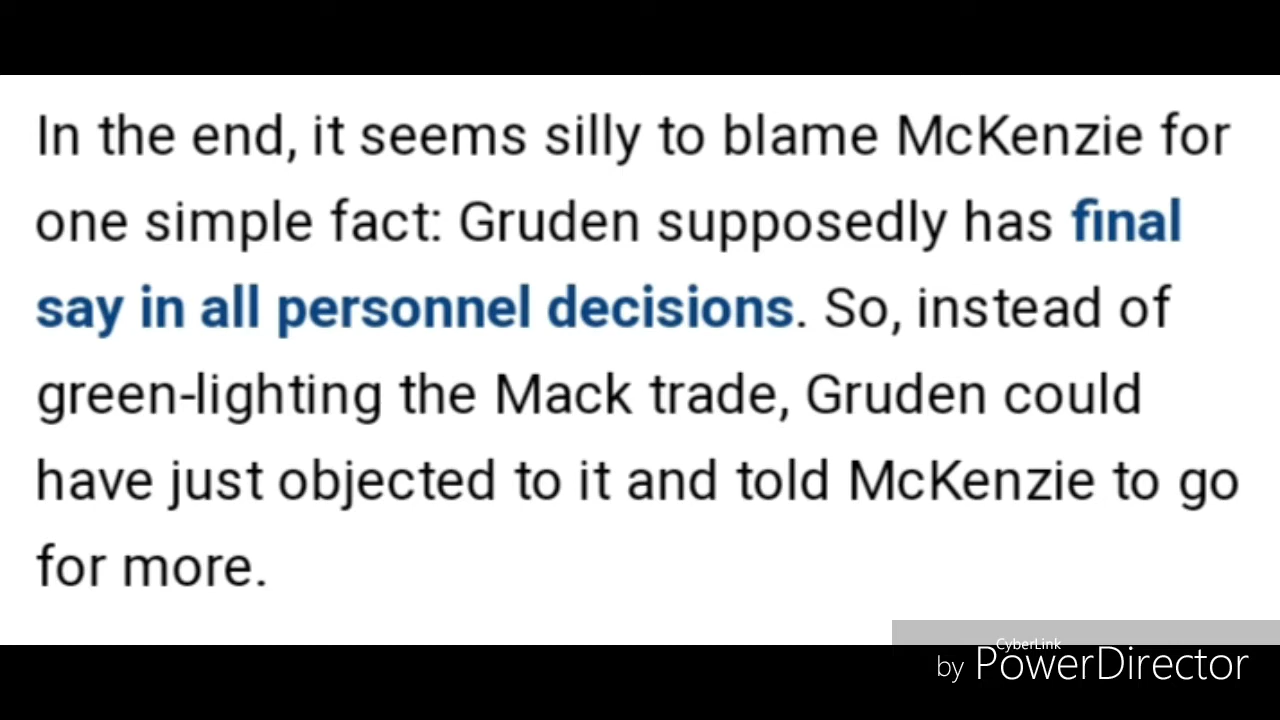 In the end, it seems silly to blame McKenzie for
one simple fact: Gruden supposedly has final
say in all personnel decisions. So, instead of
green-lighting the Mack trade, Gruden could
have just objected to it and told McKenzie to go
for more.
CyberLink
by PowerDirector